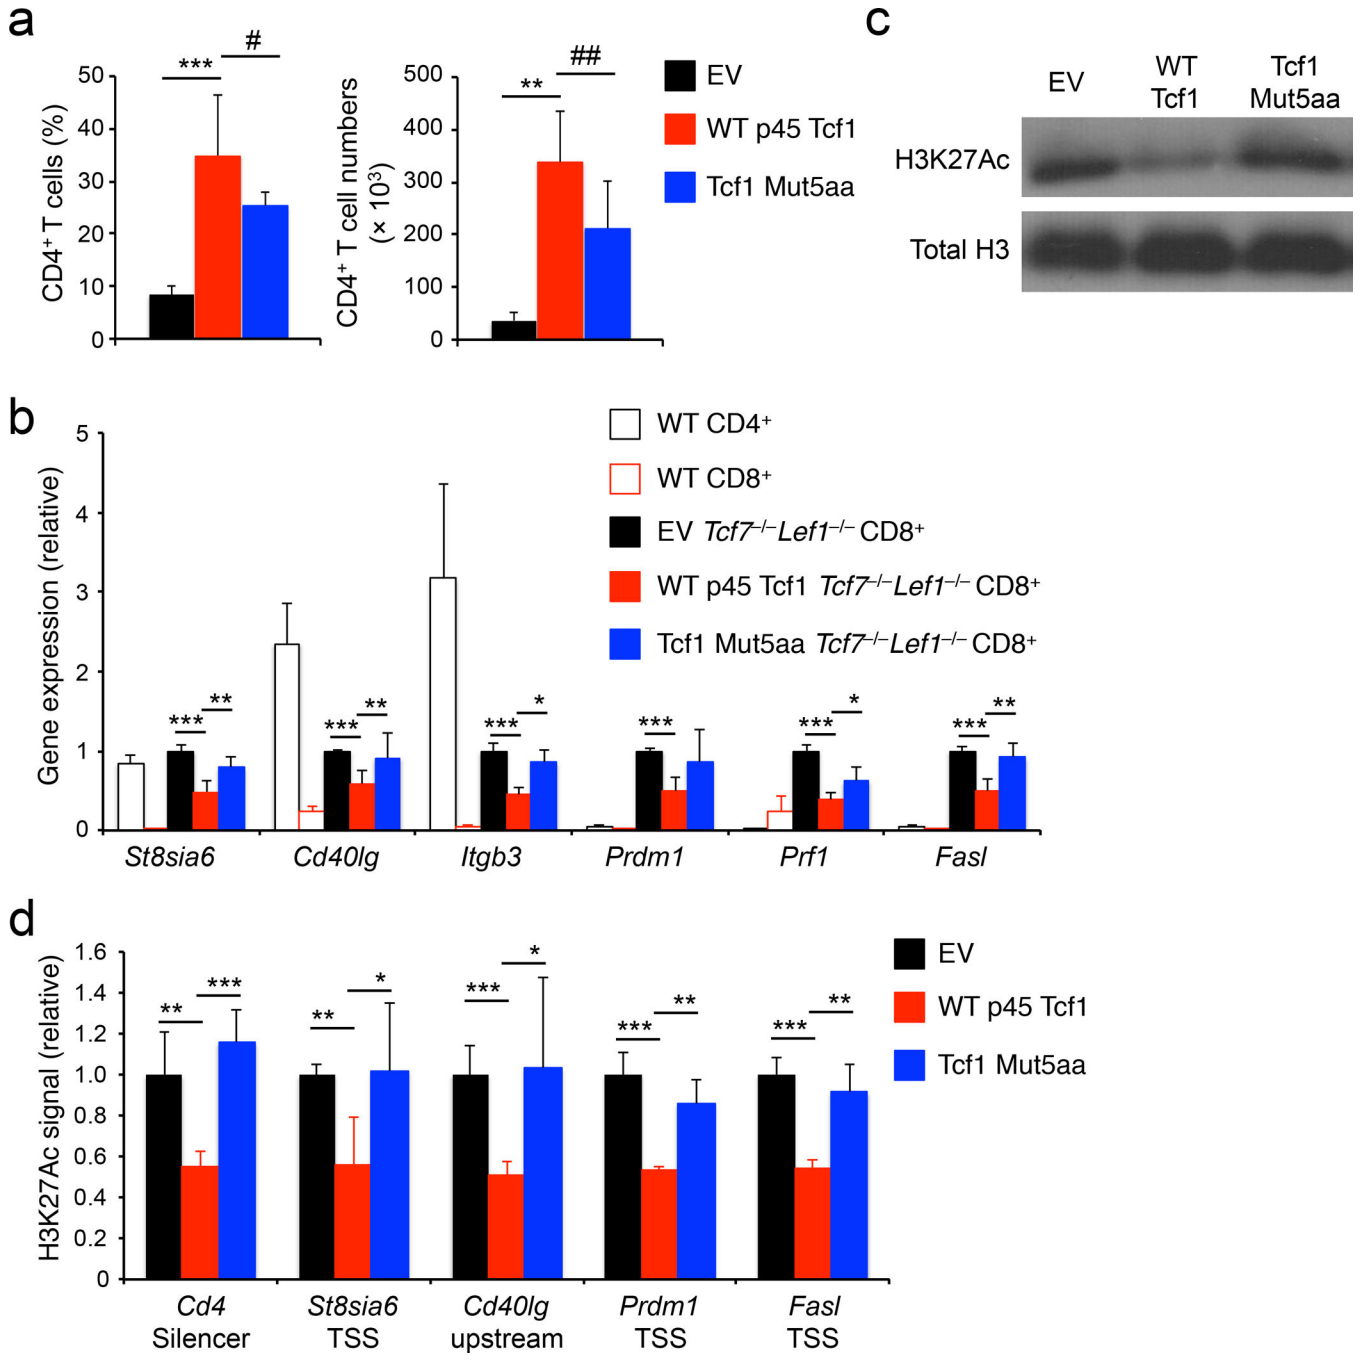 a
*** #
50
40
30
20
10
0
CD4⁺ T cells (%)
** ##
500
400
300
200
100
0
CD4⁺ T cell numbers
(× 10³)
EV
WT p45 Tcf1
Tcf1 Mut5aa
c
EV WT Tcf1 Tcf1 Mut5aa
H3K27Ac
Total H3
b
WT CD4⁺
WT CD8⁺
EV Tcf7⁻/⁻Lef1⁻/⁻ CD8⁺
WT p45 Tcf1 Tcf7⁻/⁻Lef1⁻/⁻ CD8⁺
Tcf1 Mut5aa Tcf7⁻/⁻Lef1⁻/⁻ CD8⁺
5
4
3
2
1
0
Gene expression (relative)
*** ** *** ** *** * *** *** * *** **
St8sia6 Cd40lg Itgb3 Prdm1 Prf1 Fasl
d
EV
WT p45 Tcf1
Tcf1 Mut5aa
1.6
1.4
1.2
1.0
0.8
0.6
0.4
0.2
0
H3K27Ac signal (relative)
** *** ** * *** * *** ** *** **
Cd4 St8sia6 Cd40lg Prdm1 Fasl
Silencer TSS upstream TSS TSS